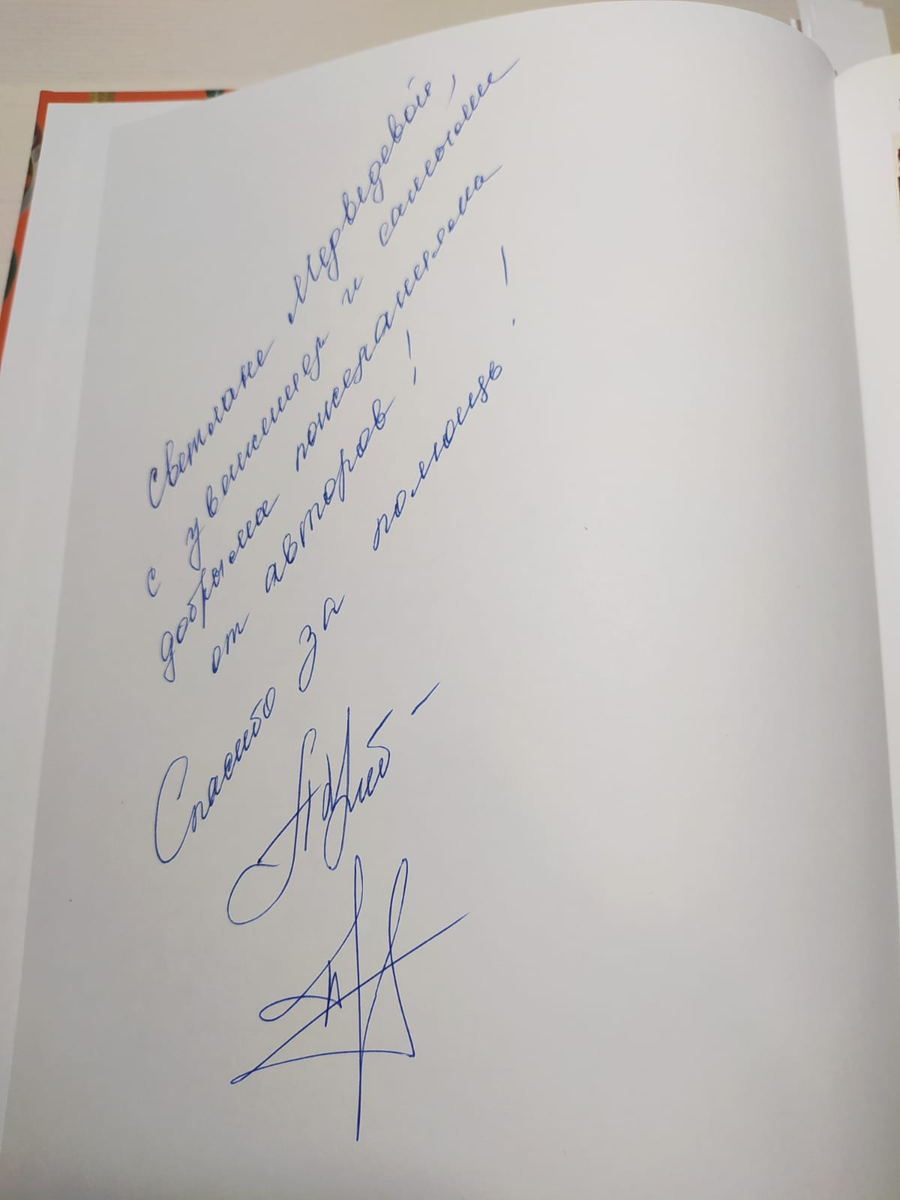 Светлане Медведевой,
с уважением и самыми
добрыми пожеланиями
от авторов!
Спасибо за помощь!